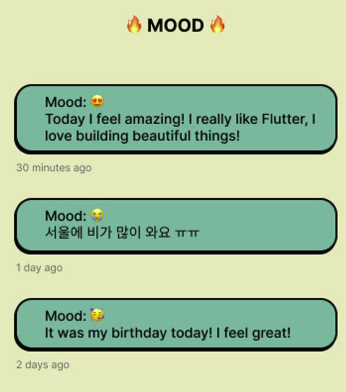 🔥 MOOD 🔥
Mood: 😍
Today I feel amazing! I really like Flutter, I
love building beautiful things!
30 minutes ago
Mood: 😭
서울에 비가 많이 와요 ㅠㅠ
1 day ago
Mood: 🥳
It was my birthday today! I feel great!
2 days ago